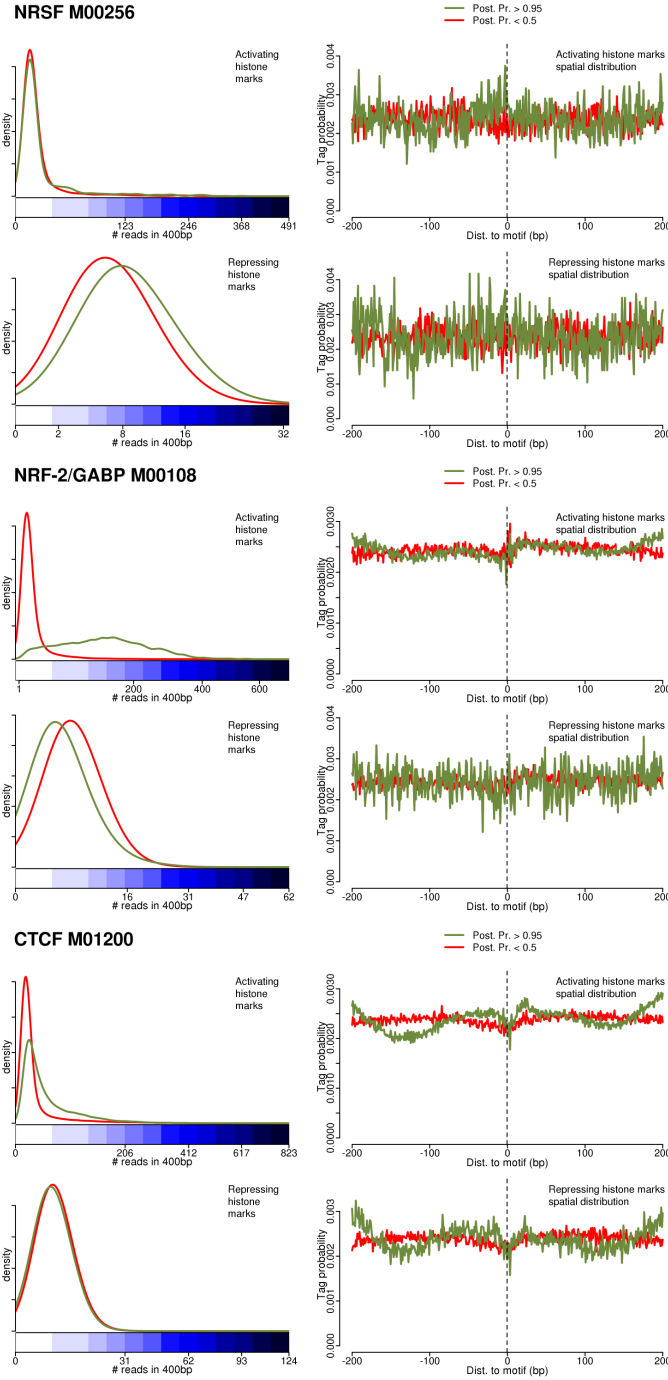 NRSF M00256
Post. Pr. > 0.95
Post. Pr. < 0.5
density
Activating
histone
marks
123 246 368 491
0
# reads in 400bp
Tag probability
0.000 0.001 0.002 0.003 0.004
Activating histone marks
spatial distribution
-200 -100 0 100 200
Dist. to motif (bp)
density
Repressing
histone
marks
0 2 8 16 32
# reads in 400bp
Tag probability
0.000 0.001 0.002 0.003 0.004
Repressing histone marks
spatial distribution
-200 -100 0 100 200
Dist. to motif (bp)
NRF-2/GABP M00108
Post. Pr. > 0.95
Post. Pr. < 0.5
density
Activating
histone
marks
1 200 400 600
# reads in 400bp
Tag probability
0.0000 0.0010 0.0020 0.0030
Activating histone marks
spatial distribution
-200 -100 0 100 200
Dist. to motif (bp)
density
Repressing
histone
marks
0 16 31 47 62
# reads in 400bp
Tag probability
0.000 0.001 0.002 0.003 0.004
Repressing histone marks
spatial distribution
-200 -100 0 100 200
Dist. to motif (bp)
CTCF M01200
Post. Pr. > 0.95
Post. Pr. < 0.5
density
Activating
histone
marks
0 206 412 617 823
# reads in 400bp
Tag probability
0.0000 0.0010 0.0020 0.0030
Activating histone marks
spatial distribution
-200 -100 0 100 200
Dist. to motif (bp)
density
Repressing
histone
marks
0 31 62 93 124
# reads in 400bp
Tag probability
0.000 0.001 0.002 0.003
Repressing histone marks
spatial distribution
-200 -100 0 100 200
Dist. to motif (bp)